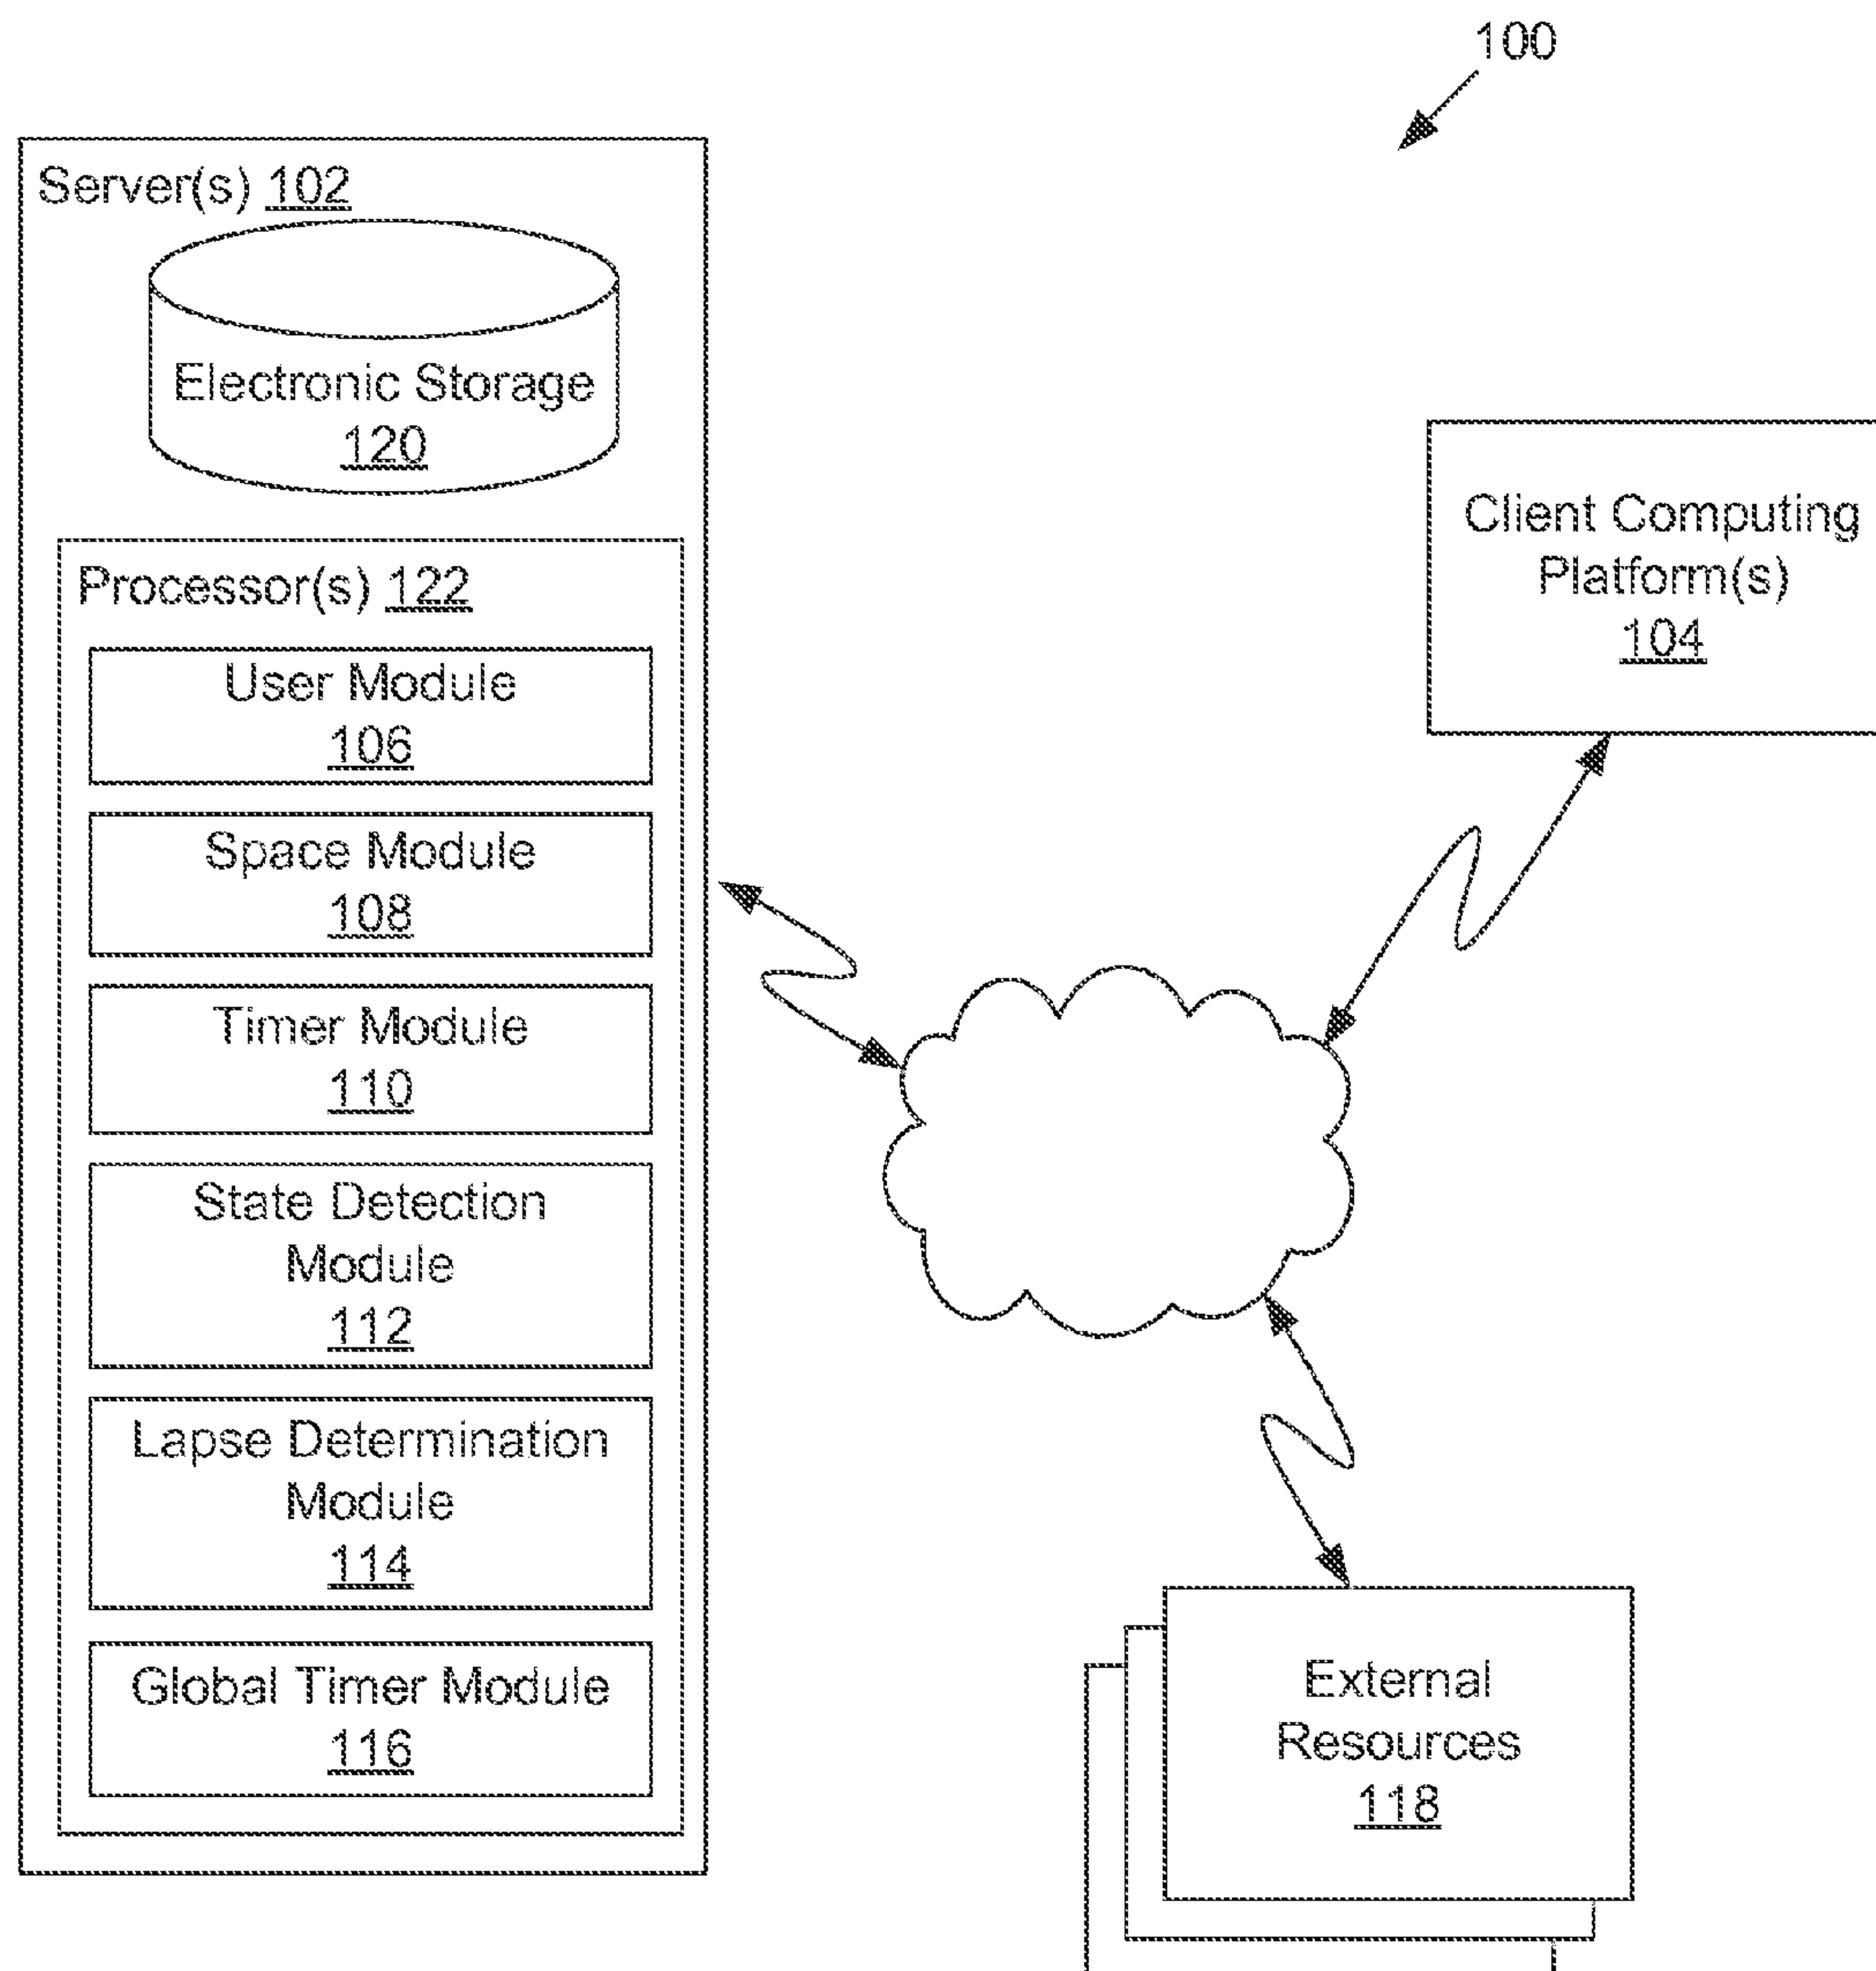 100
Server(s) 102
Electronic Storage
120
Processor(s) 122
User Module
106
Space Module
108
Timer Module
110
State Detection
Module
112
Lapse Determination
Module
114
Global Timer Module
116
Client Computing
Platform(s)
104
External
Resources
118